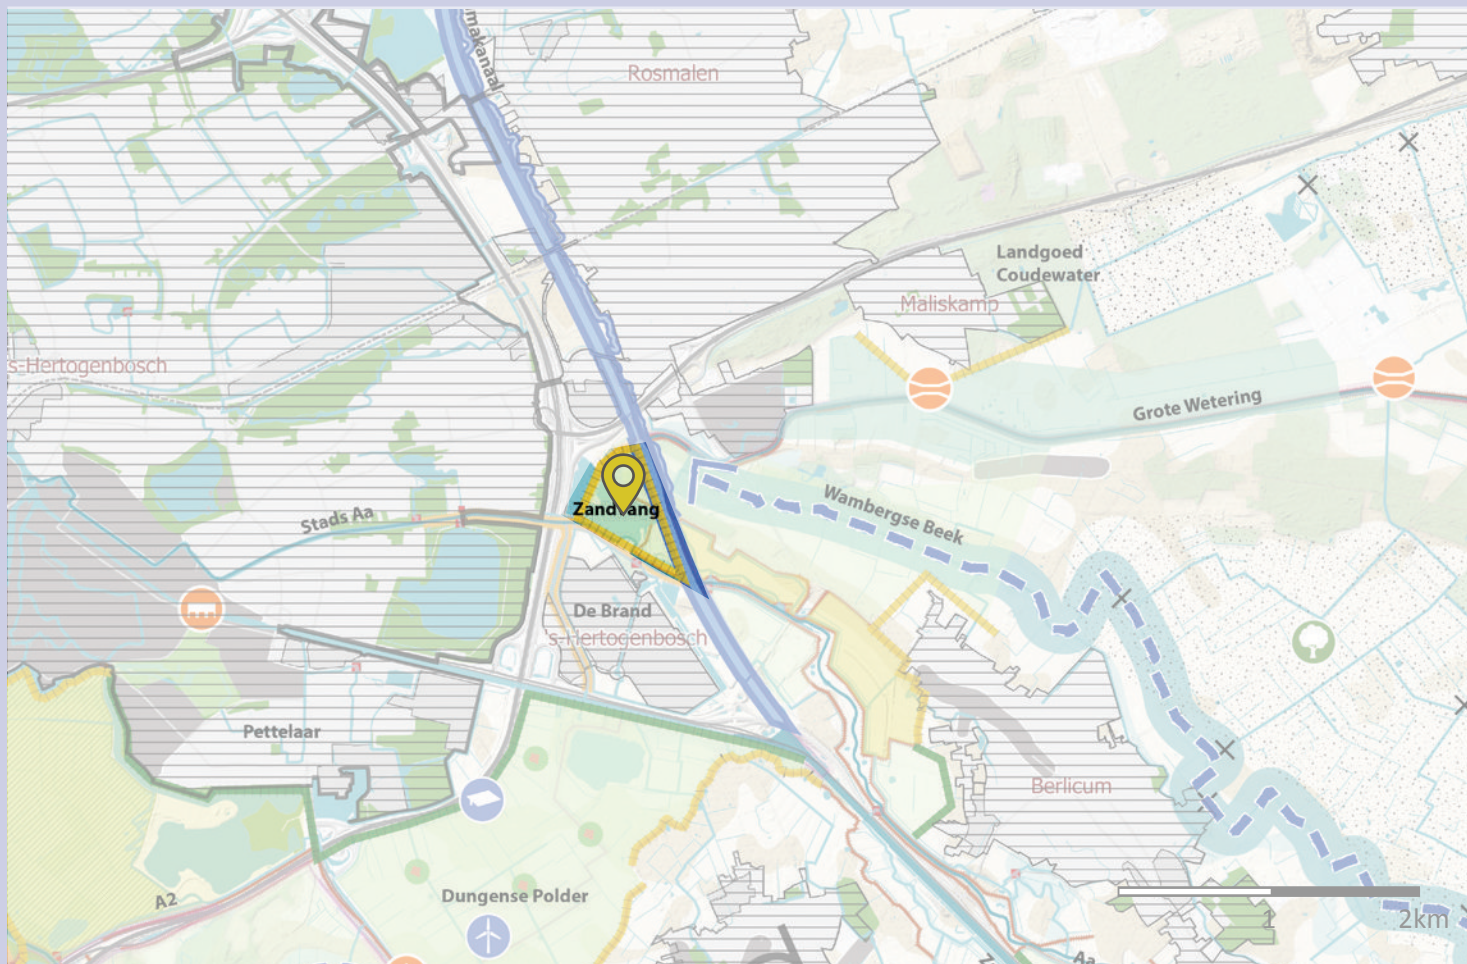 makanaal
Rosmalen
Landgoed
Coudewater
Maliskamp
s-Hertogenbosch
Grote Wetering
Wambergse Beek
Stads Aa
Zandvang
De Brand
's-Hertogenbosch
Pettelaar
Berlicum
Dungense Polder
A2
1
2km
Aa